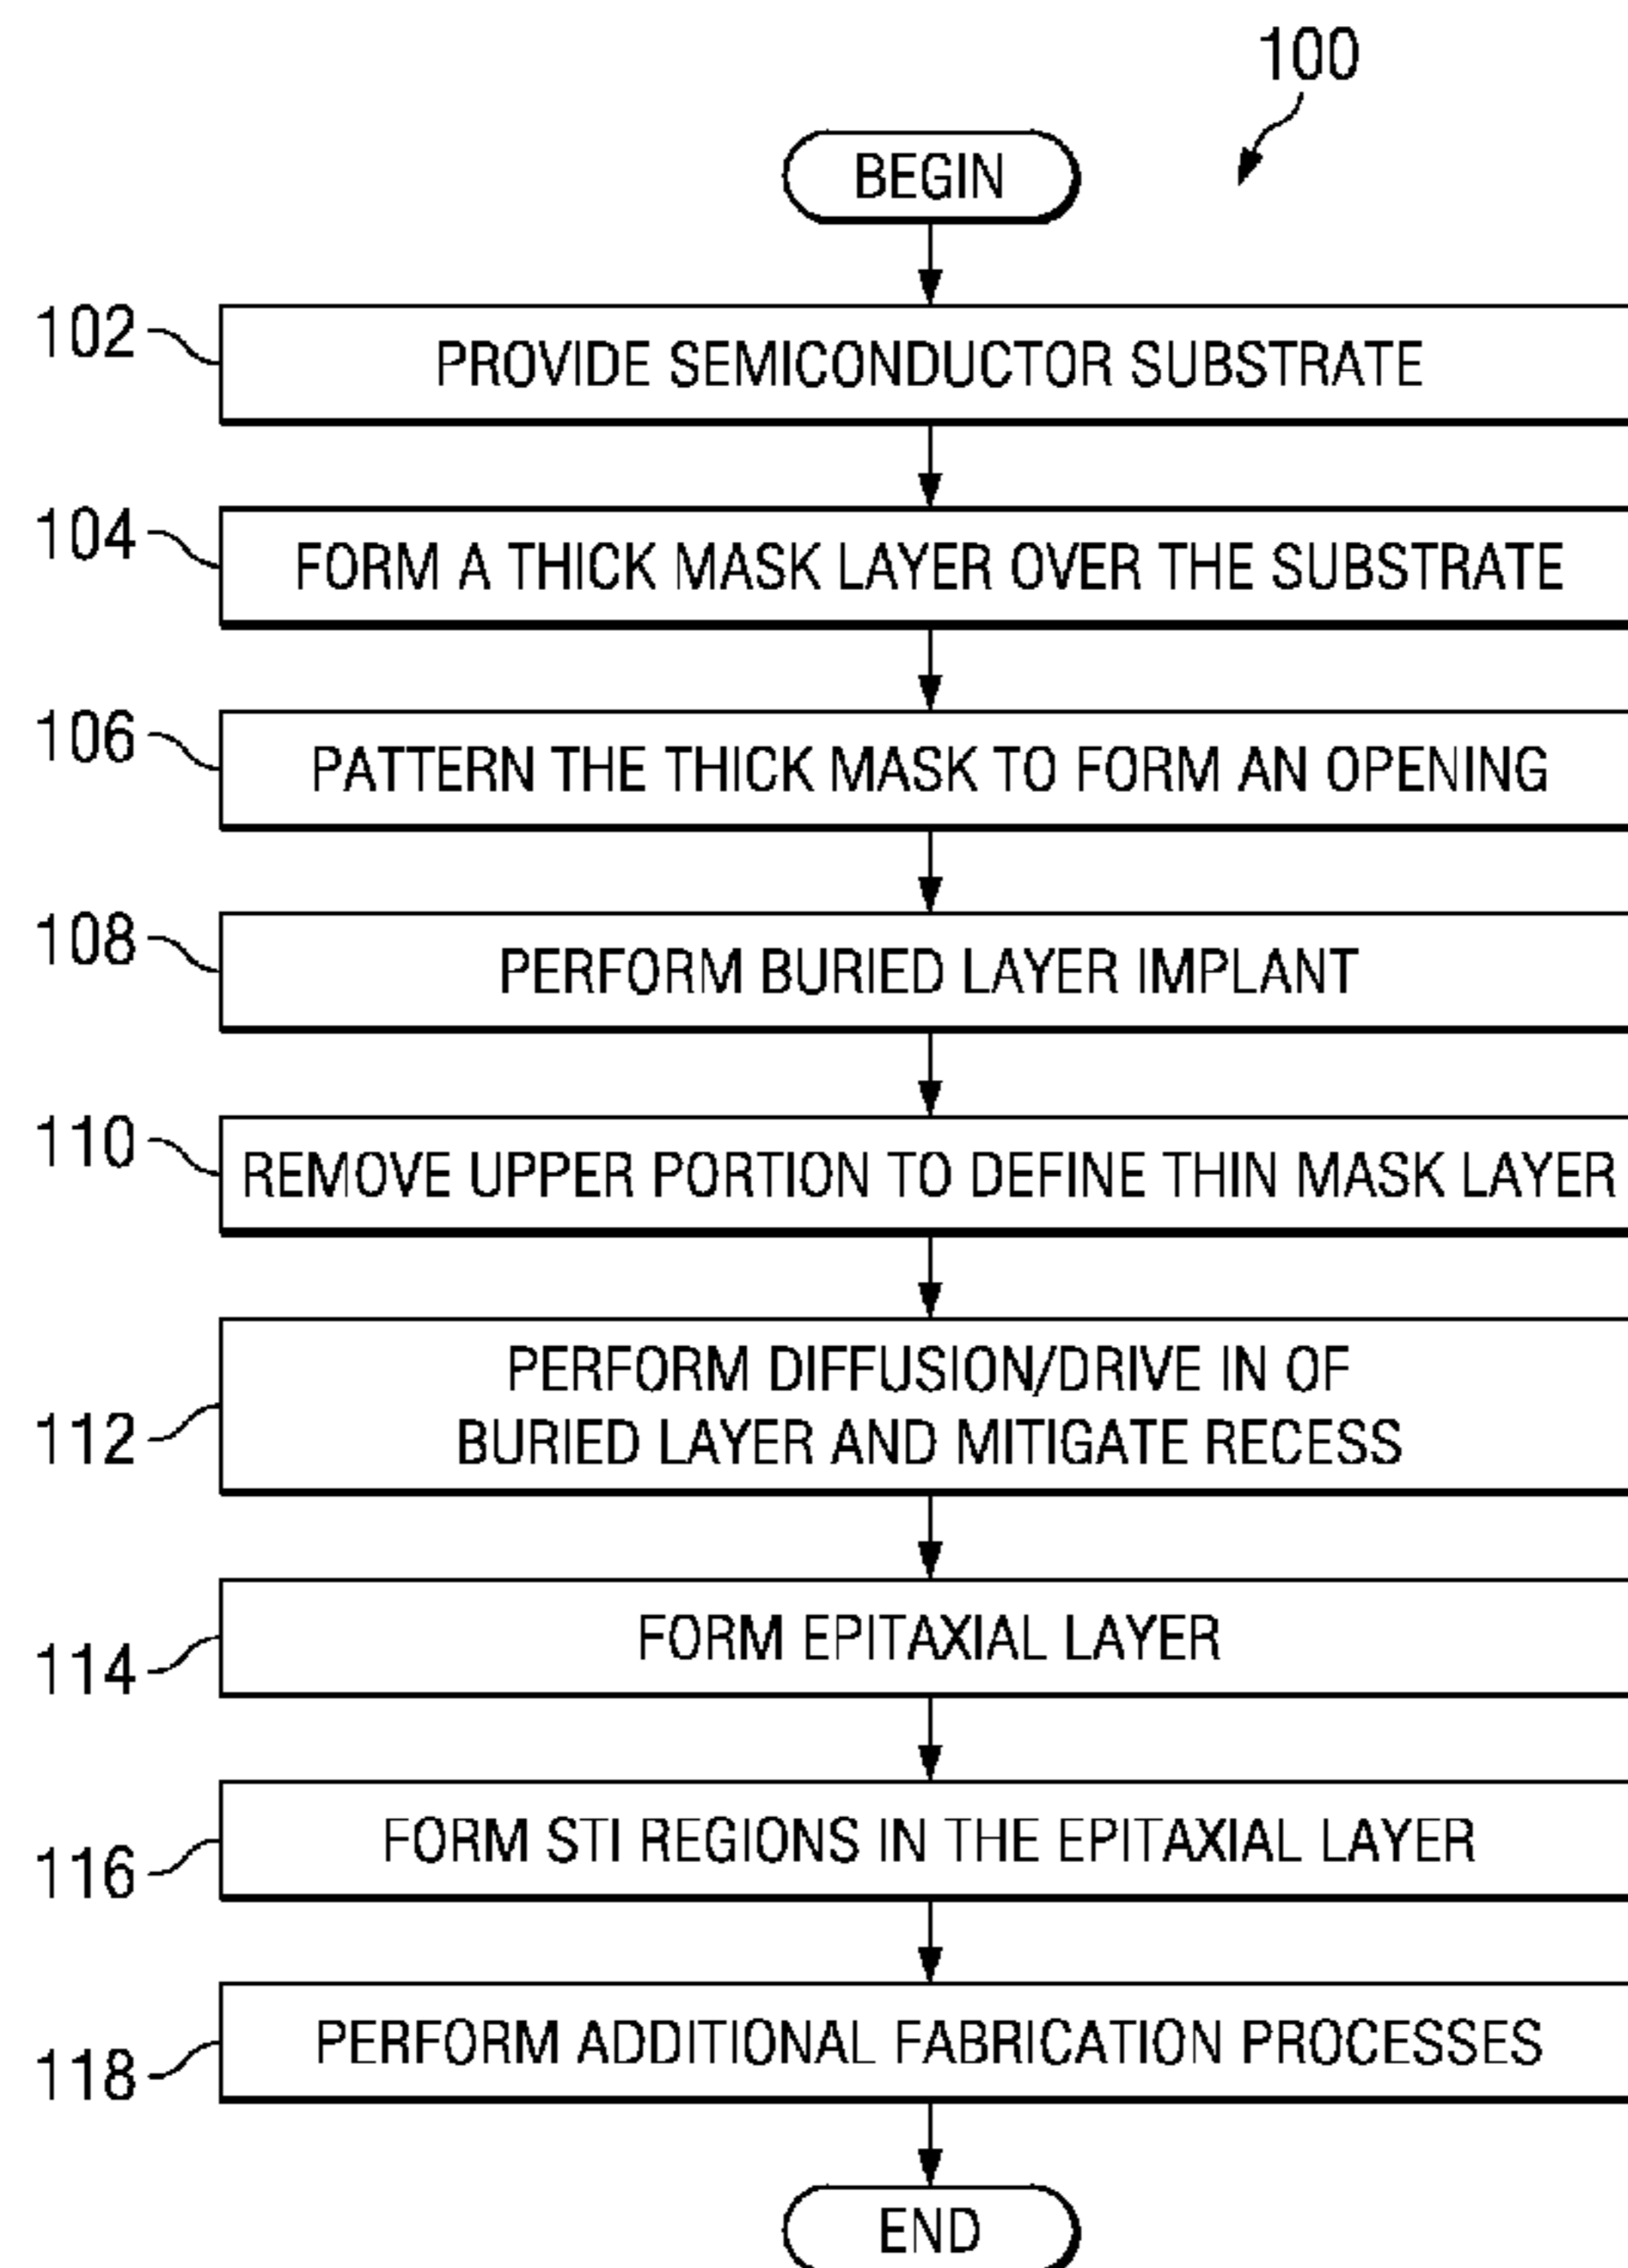 100
BEGIN
102
PROVIDE SEMICONDUCTOR SUBSTRATE
104
FORM A THICK MASK LAYER OVER THE SUBSTRATE
106
PATTERN THE THICK MASK TO FORM AN OPENING
108
PERFORM BURIED LAYER IMPLANT
110
REMOVE UPPER PORTION TO DEFINE THIN MASK LAYER
112
PERFORM DIFFUSION/DRIVE IN OF
BURIED LAYER AND MITIGATE RECESS
114
FORM EPITAXIAL LAYER
116
FORM STI REGIONS IN THE EPITAXIAL LAYER
118
PERFORM ADDITIONAL FABRICATION PROCESSES
END